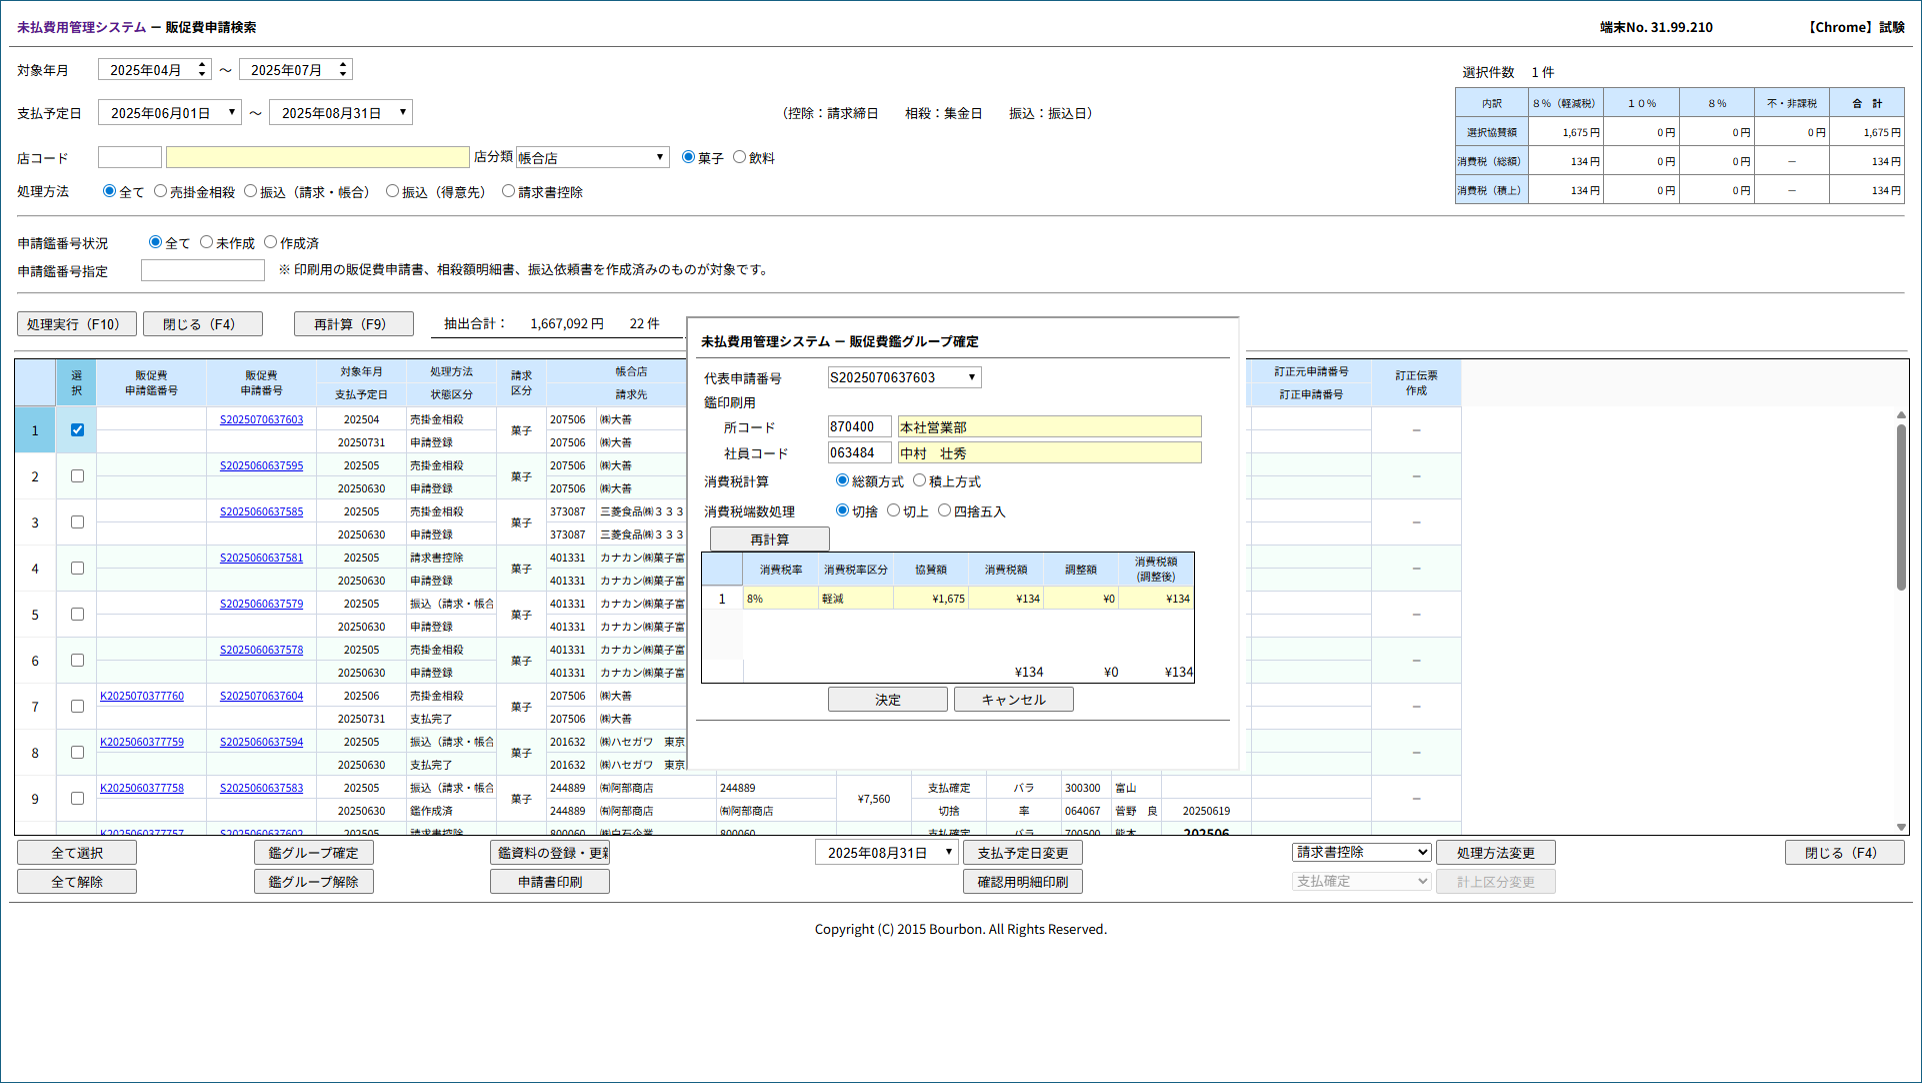 未払費用管理システム － 販促費申請検索
端末No. 31.99.210
【Chrome】試験
対象年月 2025年04月 ～ 2025年07月
支払予定日 2025年06月01日 ～ 2025年08月31日 （控除：請求締日　　相殺：集金日　　振込：振込日）
店コード 店分類 帳合店 菓子 飲料
処理方法 全て 売掛金相殺 振込（請求・帳合） 振込（得意先） 請求書控除
選択件数 1 件
内訳 8％（軽減税） １０％ ８％ 不・非課税 合　計
選択協賛額 1,675 円 0 円 0 円 0 円 1,675 円
消費税（総額） 134 円 0 円 0 円 － 134 円
消費税（積上） 134 円 0 円 0 円 － 134 円
申請鑑番号状況 全て 未作成 作成済
申請鑑番号指定 ※ 印刷用の販促費申請書、相殺額明細書、振込依頼書を作成済みのものが対象です。
処理実行（F10） 閉じる（F4） 再計算（F9） 抽出合計： 1,667,092 円 22 件
選択 販促費申請鑑番号 販促費申請番号 対象年月 処理方法 請求区分 帳合店 訂正元申請番号 訂正伝票作成
支払予定日 状態区分 請求先 訂正申請番号
1 S2025070637603 202504 売掛金相殺 菓子 207506 ㈱大善 －
20250731 申請登録 207506 ㈱大善
2 S2025060637595 202505 売掛金相殺 菓子 207506 ㈱大善 －
20250630 申請登録 207506 ㈱大善
3 S2025060637585 202505 売掛金相殺 菓子 373087 三菱食品㈱３３３ －
20250630 申請登録 373087 三菱食品㈱３３３
4 S2025060637581 202505 請求書控除 菓子 401331 カナカン㈱菓子富 －
20250630 申請登録 401331 カナカン㈱菓子富
5 S2025060637579 202505 振込（請求・帳合 菓子 401331 カナカン㈱菓子富 －
20250630 申請登録 401331 カナカン㈱菓子富
6 S2025060637578 202505 売掛金相殺 菓子 401331 カナカン㈱菓子富 －
20250630 申請登録 401331 カナカン㈱菓子富
7 K2025070377760 S2025070637604 202506 売掛金相殺 菓子 207506 ㈱大善 －
20250731 支払完了 207506 ㈱大善
8 K2025060377759 S2025060637594 202505 振込（請求・帳合 菓子 201632 ㈱ハセガワ　東京 －
20250630 支払完了 201632 ㈱ハセガワ　東京
9 K2025060377758 S2025060637583 202505 振込（請求・帳合 菓子 244889 ㈲阿部商店 244889 ¥7,560 支払確定 バラ 300300 富山 －
20250630 鑑作成済 244889 ㈲阿部商店 ㈲阿部商店 切捨 率 064067 菅野　良 20250619
K2025060377757 S2025060637602 202505 請求書控除 800060 ㈱白石企業 800060 支払確定 バラ 700500 熊本 202506
未払費用管理システム － 販促費鑑グループ確定
代表申請番号 S2025070637603
鑑印刷用
所コード 870400 本社営業部
社員コード 063484 中村　壮秀
消費税計算 総額方式 積上方式
消費税端数処理 切捨 切上 四捨五入
再計算
消費税率 消費税率区分 協賛額 消費税額 調整額 消費税額(調整後)
1 8% 軽減 ¥1,675 ¥134 ¥0 ¥134
¥134 ¥0 ¥134
決定 キャンセル
全て選択 鑑グループ確定 鑑資料の登録・更新 2025年08月31日 支払予定日変更 請求書控除 処理方法変更 閉じる（F4）
全て解除 鑑グループ解除 申請書印刷 確認用明細印刷 支払確定 計上区分変更
Copyright (C) 2015 Bourbon. All Rights Reserved.